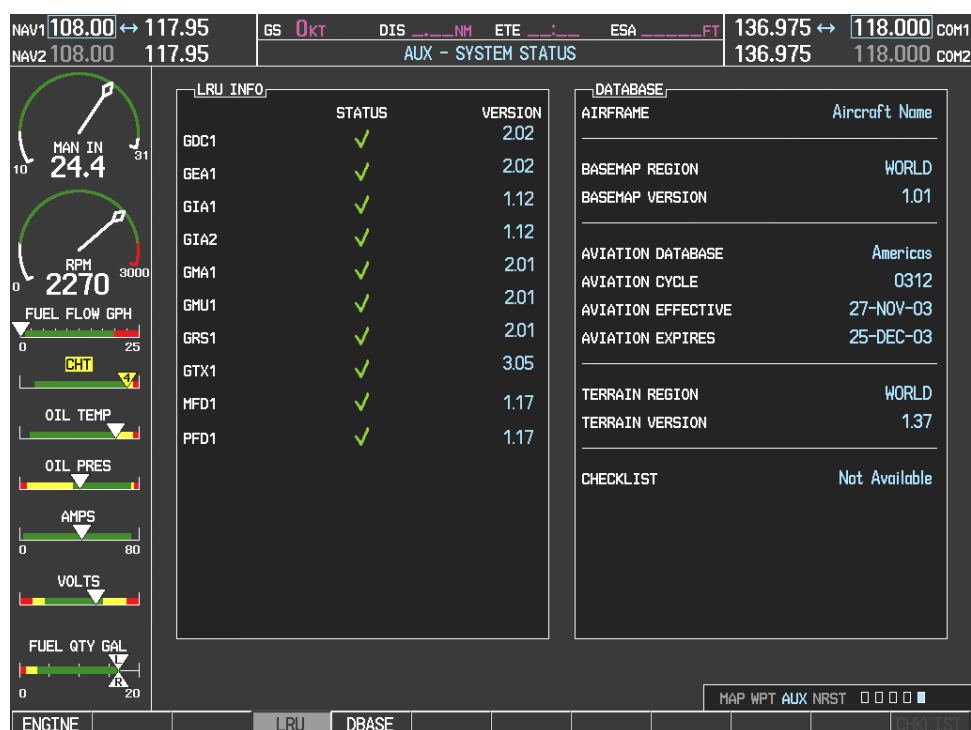 NAV1 108.00 ↔ 117.95
NAV2 108.00 117.95
GS 0KT DIS _.__NM ETE __:__ ESA _____FT
AUX - SYSTEM STATUS
136.975 ↔ 118.000 COM1
136.975 118.000 COM2
MAN IN
10 24.4 31
RPM
0 2270 3000
FUEL FLOW GPH
0 25
CHT
4
OIL TEMP
OIL PRES
AMPS
0 80
VOLTS
FUEL QTY GAL
L
R
0 20
LRU INFO
STATUS VERSION
GDC1 ✓ 2.02
GEA1 ✓ 2.02
GIA1 ✓ 1.12
GIA2 ✓ 1.12
GMA1 ✓ 2.01
GMU1 ✓ 2.01
GRS1 ✓ 2.01
GTX1 ✓ 3.05
MFD1 ✓ 1.17
PFD1 ✓ 1.17
DATABASE
AIRFRAME Aircraft Name
BASEMAP REGION WORLD
BASEMAP VERSION 1.01
AVIATION DATABASE Americas
AVIATION CYCLE 0312
AVIATION EFFECTIVE 27-NOV-03
AVIATION EXPIRES 25-DEC-03
TERRAIN REGION WORLD
TERRAIN VERSION 1.37
CHECKLIST Not Available
MAP WPT AUX NRST
ENGINE LRU DBASE CHKLIST